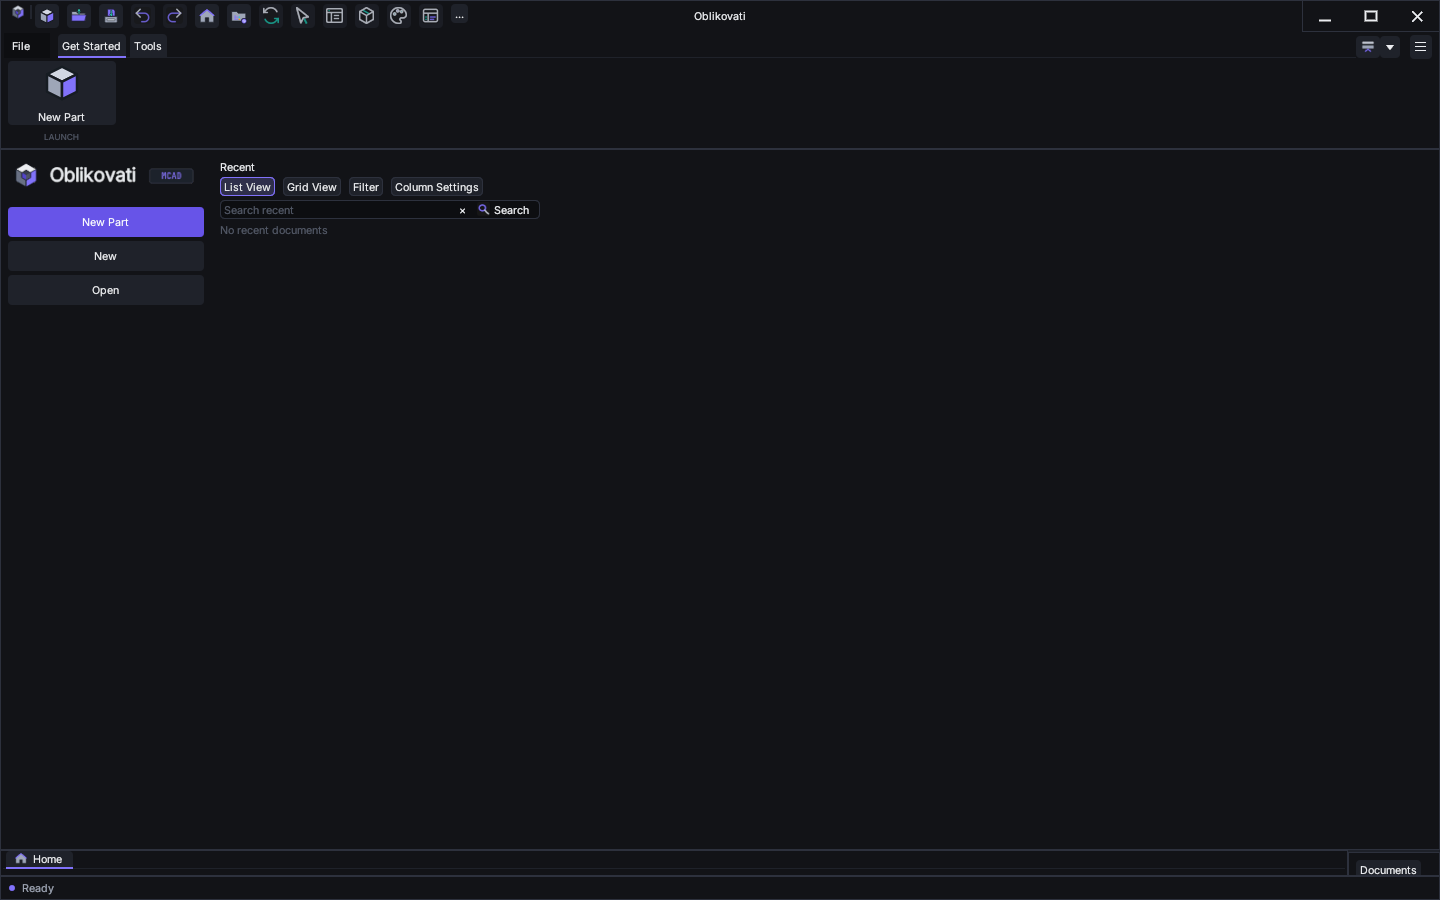 Oblikovati
File Get Started Tools
New Part
LAUNCH
Oblikovati MCAD
New Part
New
Open
Recent
List View Grid View Filter Column Settings
Search recent × Search
No recent documents
Home
Documents
Ready